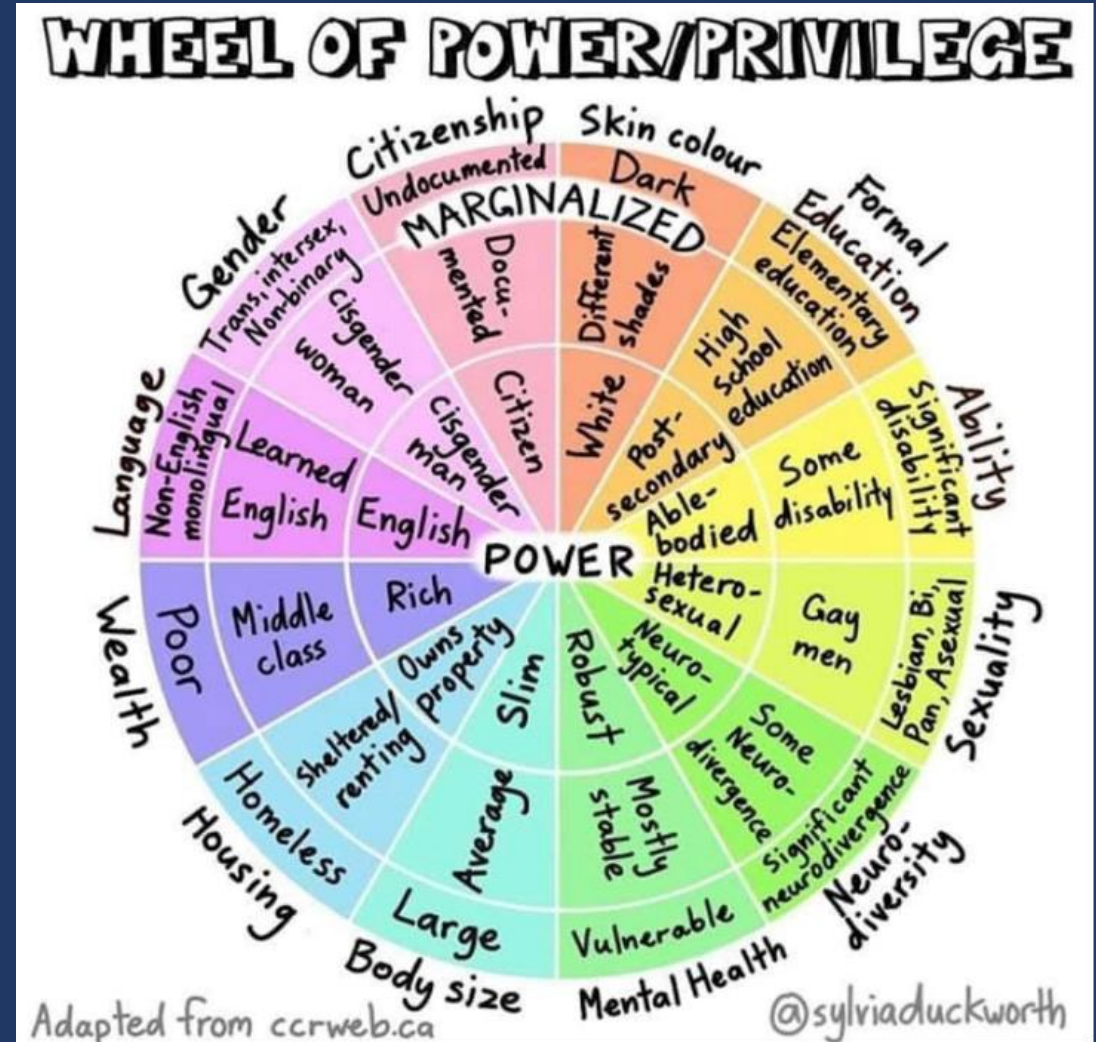 WHEEL OF POWER/PRIVILEGE
Citizenship
Undocumented
Docu-
mented
Citizen
Skin colour
Dark
Different
shades
White
Formal
Education
Elementary
education
High
school
education
Post-
secondary
Ability
Significant
disability
Some
disability
Able-
bodied
Sexuality
Lesbian, Bi,
Pan, Asexual
Gay
men
Hetero-
sexual
Neuro-
diversity
Significant
neurodivergence
Some
Neuro-
divergence
Neuro-
typical
Mental Health
Vulnerable
Mostly
stable
Robust
Body size
Large
Average
Slim
Housing
Homeless
Sheltered/
renting
Owns
property
Wealth
Poor
Middle
class
Rich
Language
Non-English
monolingual
Learned
English
English
Gender
Trans, intersex,
Non-binary
cisgender
woman
cisgender
man
MARGINALIZED
POWER
Adapted from ccrweb.ca
@sylviaduckworth